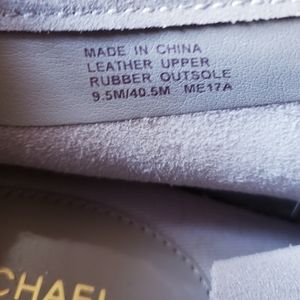 MADE IN CHINA
LEATHER UPPER
RUBBER OUTSOLE
9.5M/40.5M ME17A
CHAEL